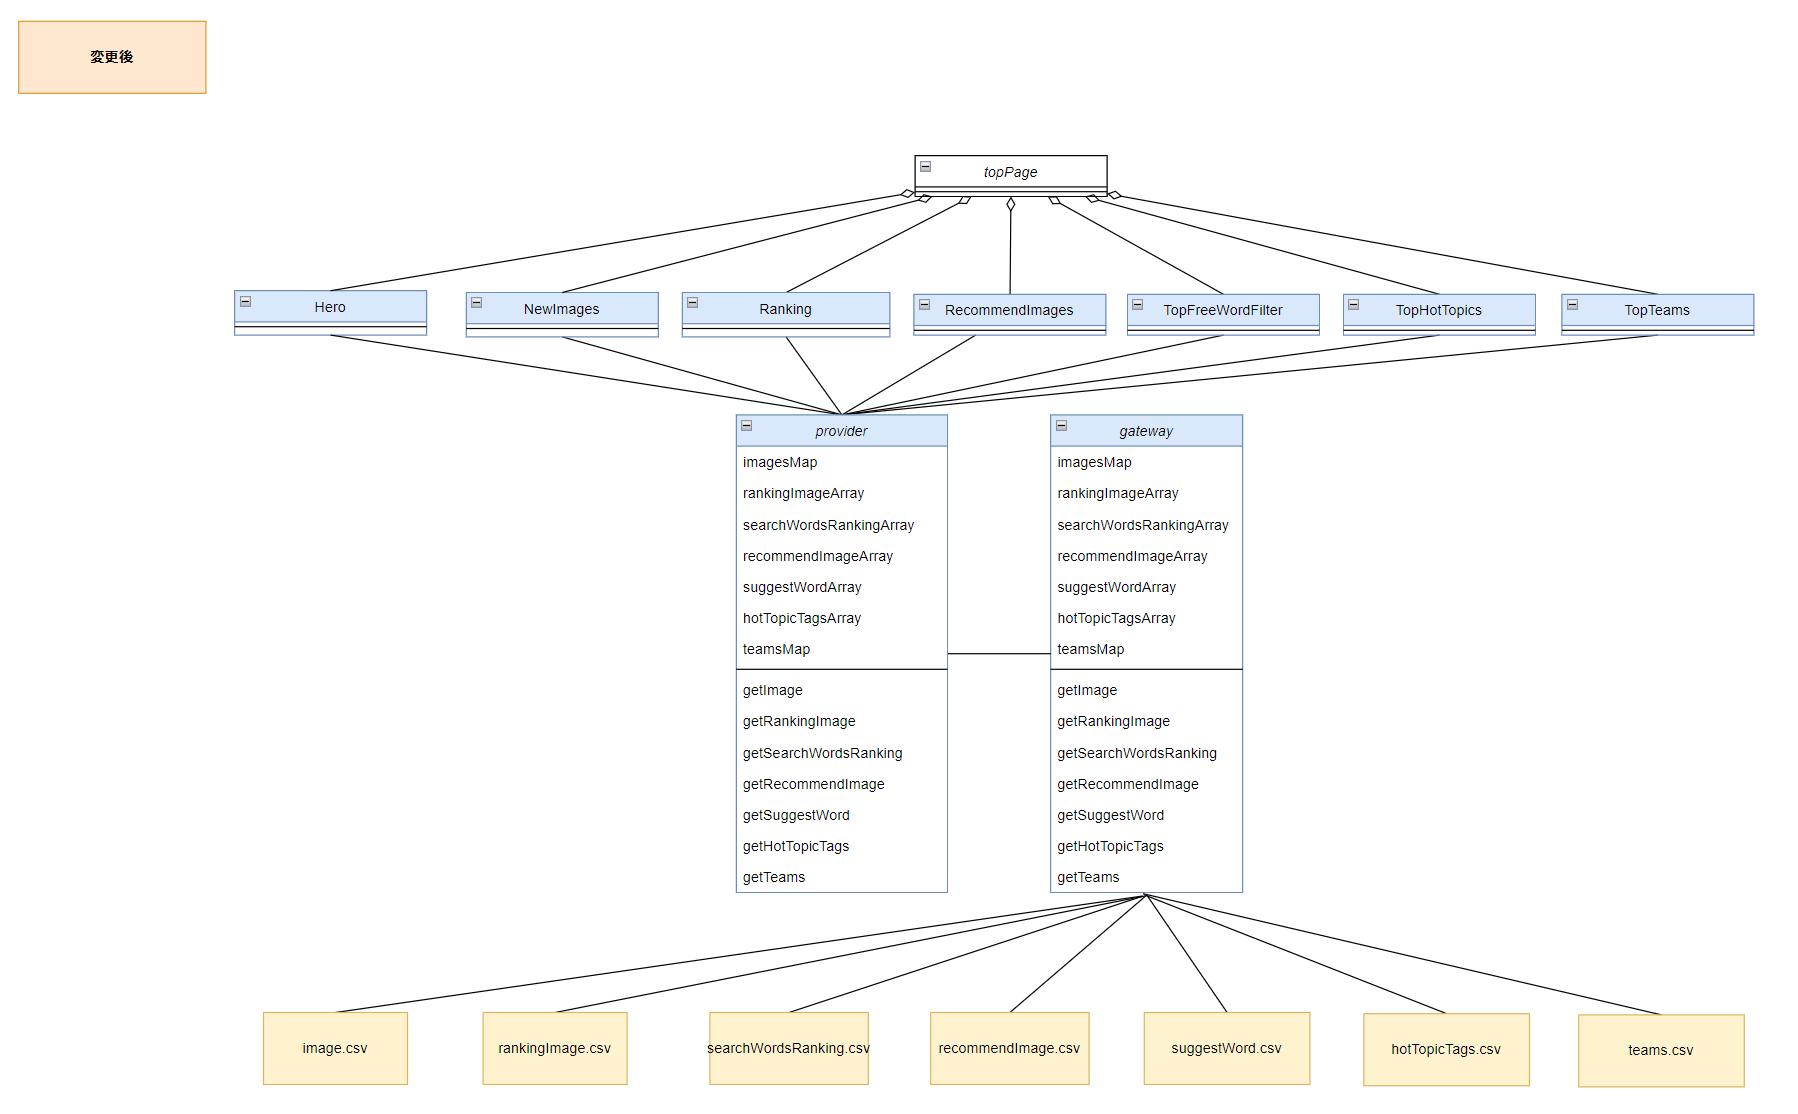 変更後
topPage
Hero
NewImages
Ranking
RecommendImages
TopFreeWordFilter
TopHotTopics
TopTeams
provider
imagesMap
rankingImageArray
searchWordsRankingArray
recommendImageArray
suggestWordArray
hotTopicTagsArray
teamsMap
getImage
getRankingImage
getSearchWordsRanking
getRecommendImage
getSuggestWord
getHotTopicTags
getTeams
gateway
imagesMap
rankingImageArray
searchWordsRankingArray
recommendImageArray
suggestWordArray
hotTopicTagsArray
teamsMap
getImage
getRankingImage
getSearchWordsRanking
getRecommendImage
getSuggestWord
getHotTopicTags
getTeams
image.csv
rankingImage.csv
searchWordsRanking.csv
recommendImage.csv
suggestWord.csv
hotTopicTags.csv
teams.csv